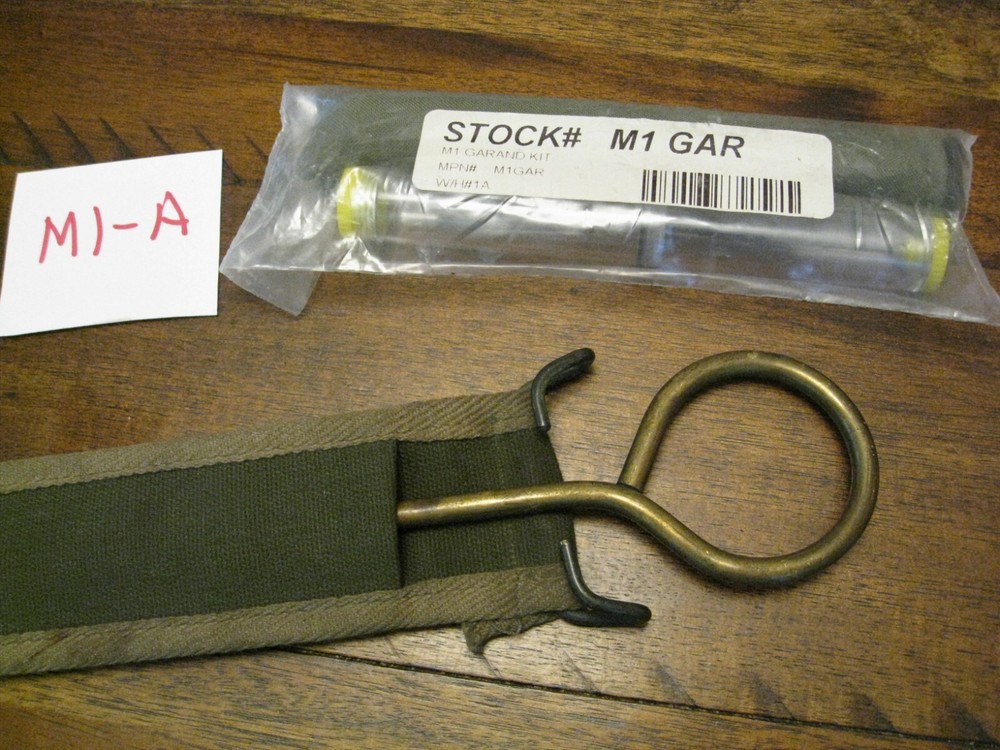 STOCK# M1 GAR
M1 GARAND KIT
MPN# M1GAR
W/H#1A
M1-A